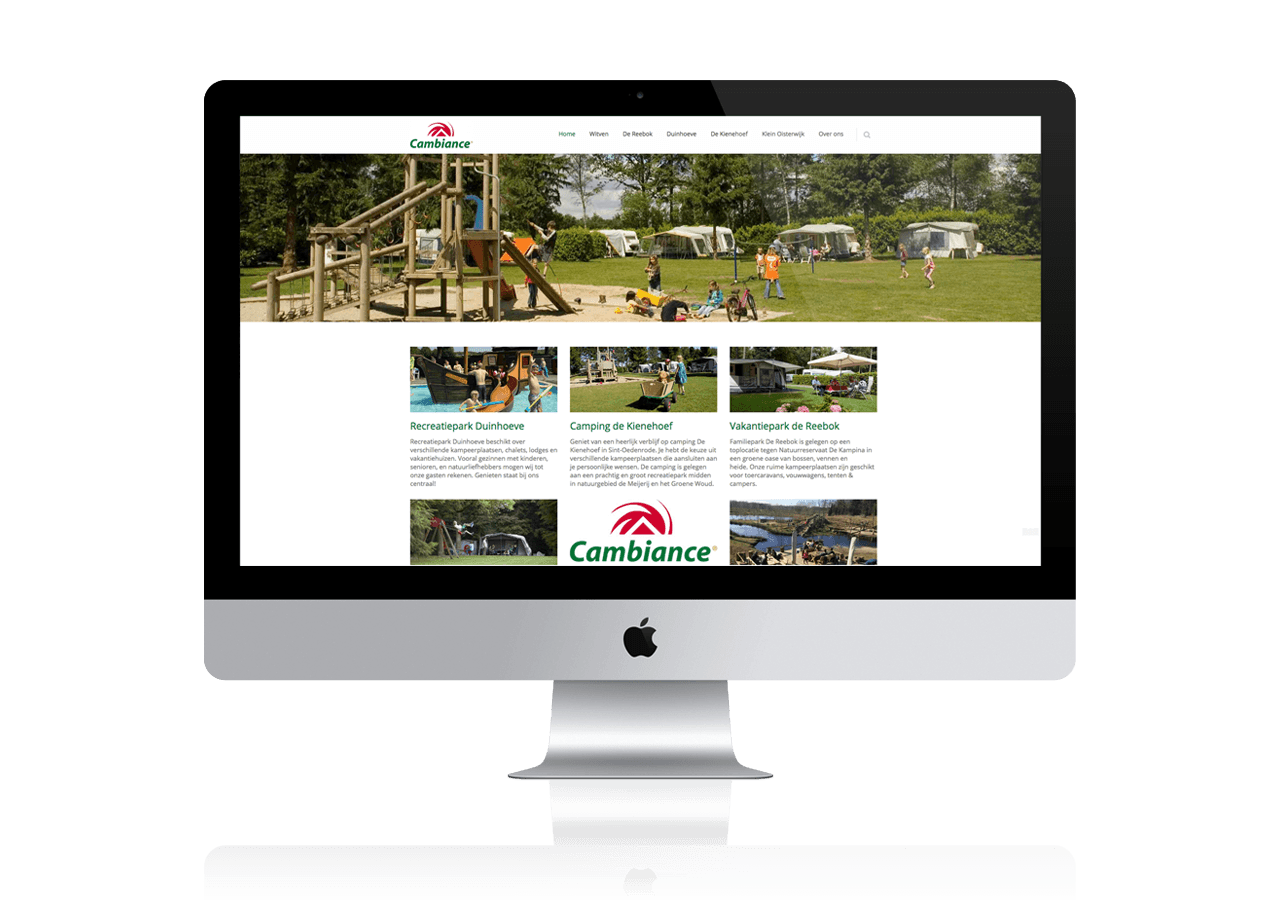 Cambiance
Home Witven De Reebok Duinhoeve De Kienehoef Klein Oisterwijk Over ons
Recreatiepark Duinhoeve
Recreatiepark Duinhoeve beschikt over
verschillende kampeerplaatsen, chalets, lodges en
vakantiehuizen. Vooral gezinnen met kinderen,
senioren, en natuurliefhebbers mogen wij tot
onze gasten rekenen. Genieten staat bij ons
centraal!
Camping de Kienehoef
Geniet van een heerlijk verblijf op camping De
Kienehoef in Sint-Oedenrode. Je hebt de keuze uit
verschillende kampeerplaatsen die aansluiten aan
je persoonlijke wensen. De camping is gelegen
aan een prachtig en groot recreatiepark midden
in natuurgebied de Meijerij en het Groene Woud.
Vakantiepark de Reebok
Familiepark De Reebok is gelegen op een
toplocatie tegen Natuurreservaat De Kampina in
een groene oase van bossen, vennen en
heide. Onze ruime kampeerplaatsen zijn geschikt
voor toercaravans, vouwwagens, tenten &
campers.
Cambiance®